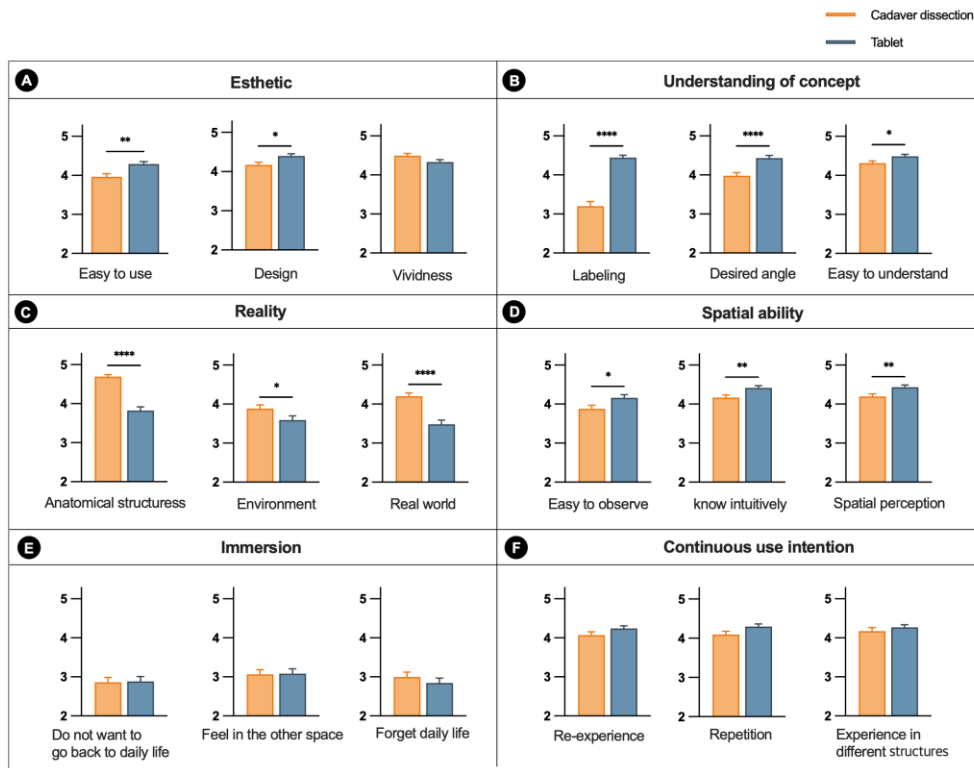 Cadaver dissection
Tablet
A Esthetic
5
4
3
2
**
Easy to use
5
4
3
2
*
Design
5
4
3
2
Vividness
B Understanding of concept
5
4
3
2
****
Labeling
5
4
3
2
****
Desired angle
5
4
3
2
*
Easy to understand
C Reality
5
4
3
2
****
Anatomical structuress
5
4
3
2
*
Environment
5
4
3
2
****
Real world
D Spatial ability
5
4
3
2
*
Easy to observe
5
4
3
2
**
know intuitively
5
4
3
2
**
Spatial perception
E Immersion
5
4
3
2
Do not want to
go back to daily life
5
4
3
2
Feel in the other space
5
4
3
2
Forget daily life
F Continuous use intention
5
4
3
2
Re-experience
5
4
3
2
Repetition
5
4
3
2
Experience in
different structures